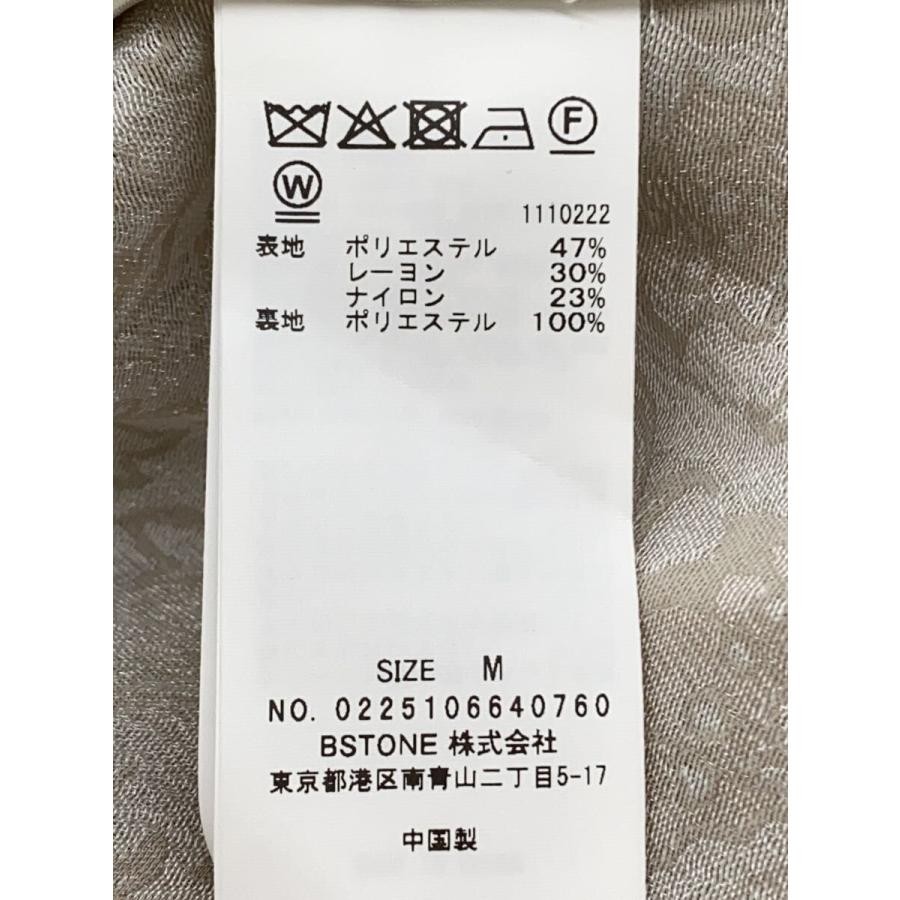 F
W
1110222
表地 ポリエステル 47%
レーヨン 30%
ナイロン 23%
裏地 ポリエステル 100%
SIZE M
NO. 0225106640760
BSTONE 株式会社
東京都港区南青山二丁目5-17
中国製